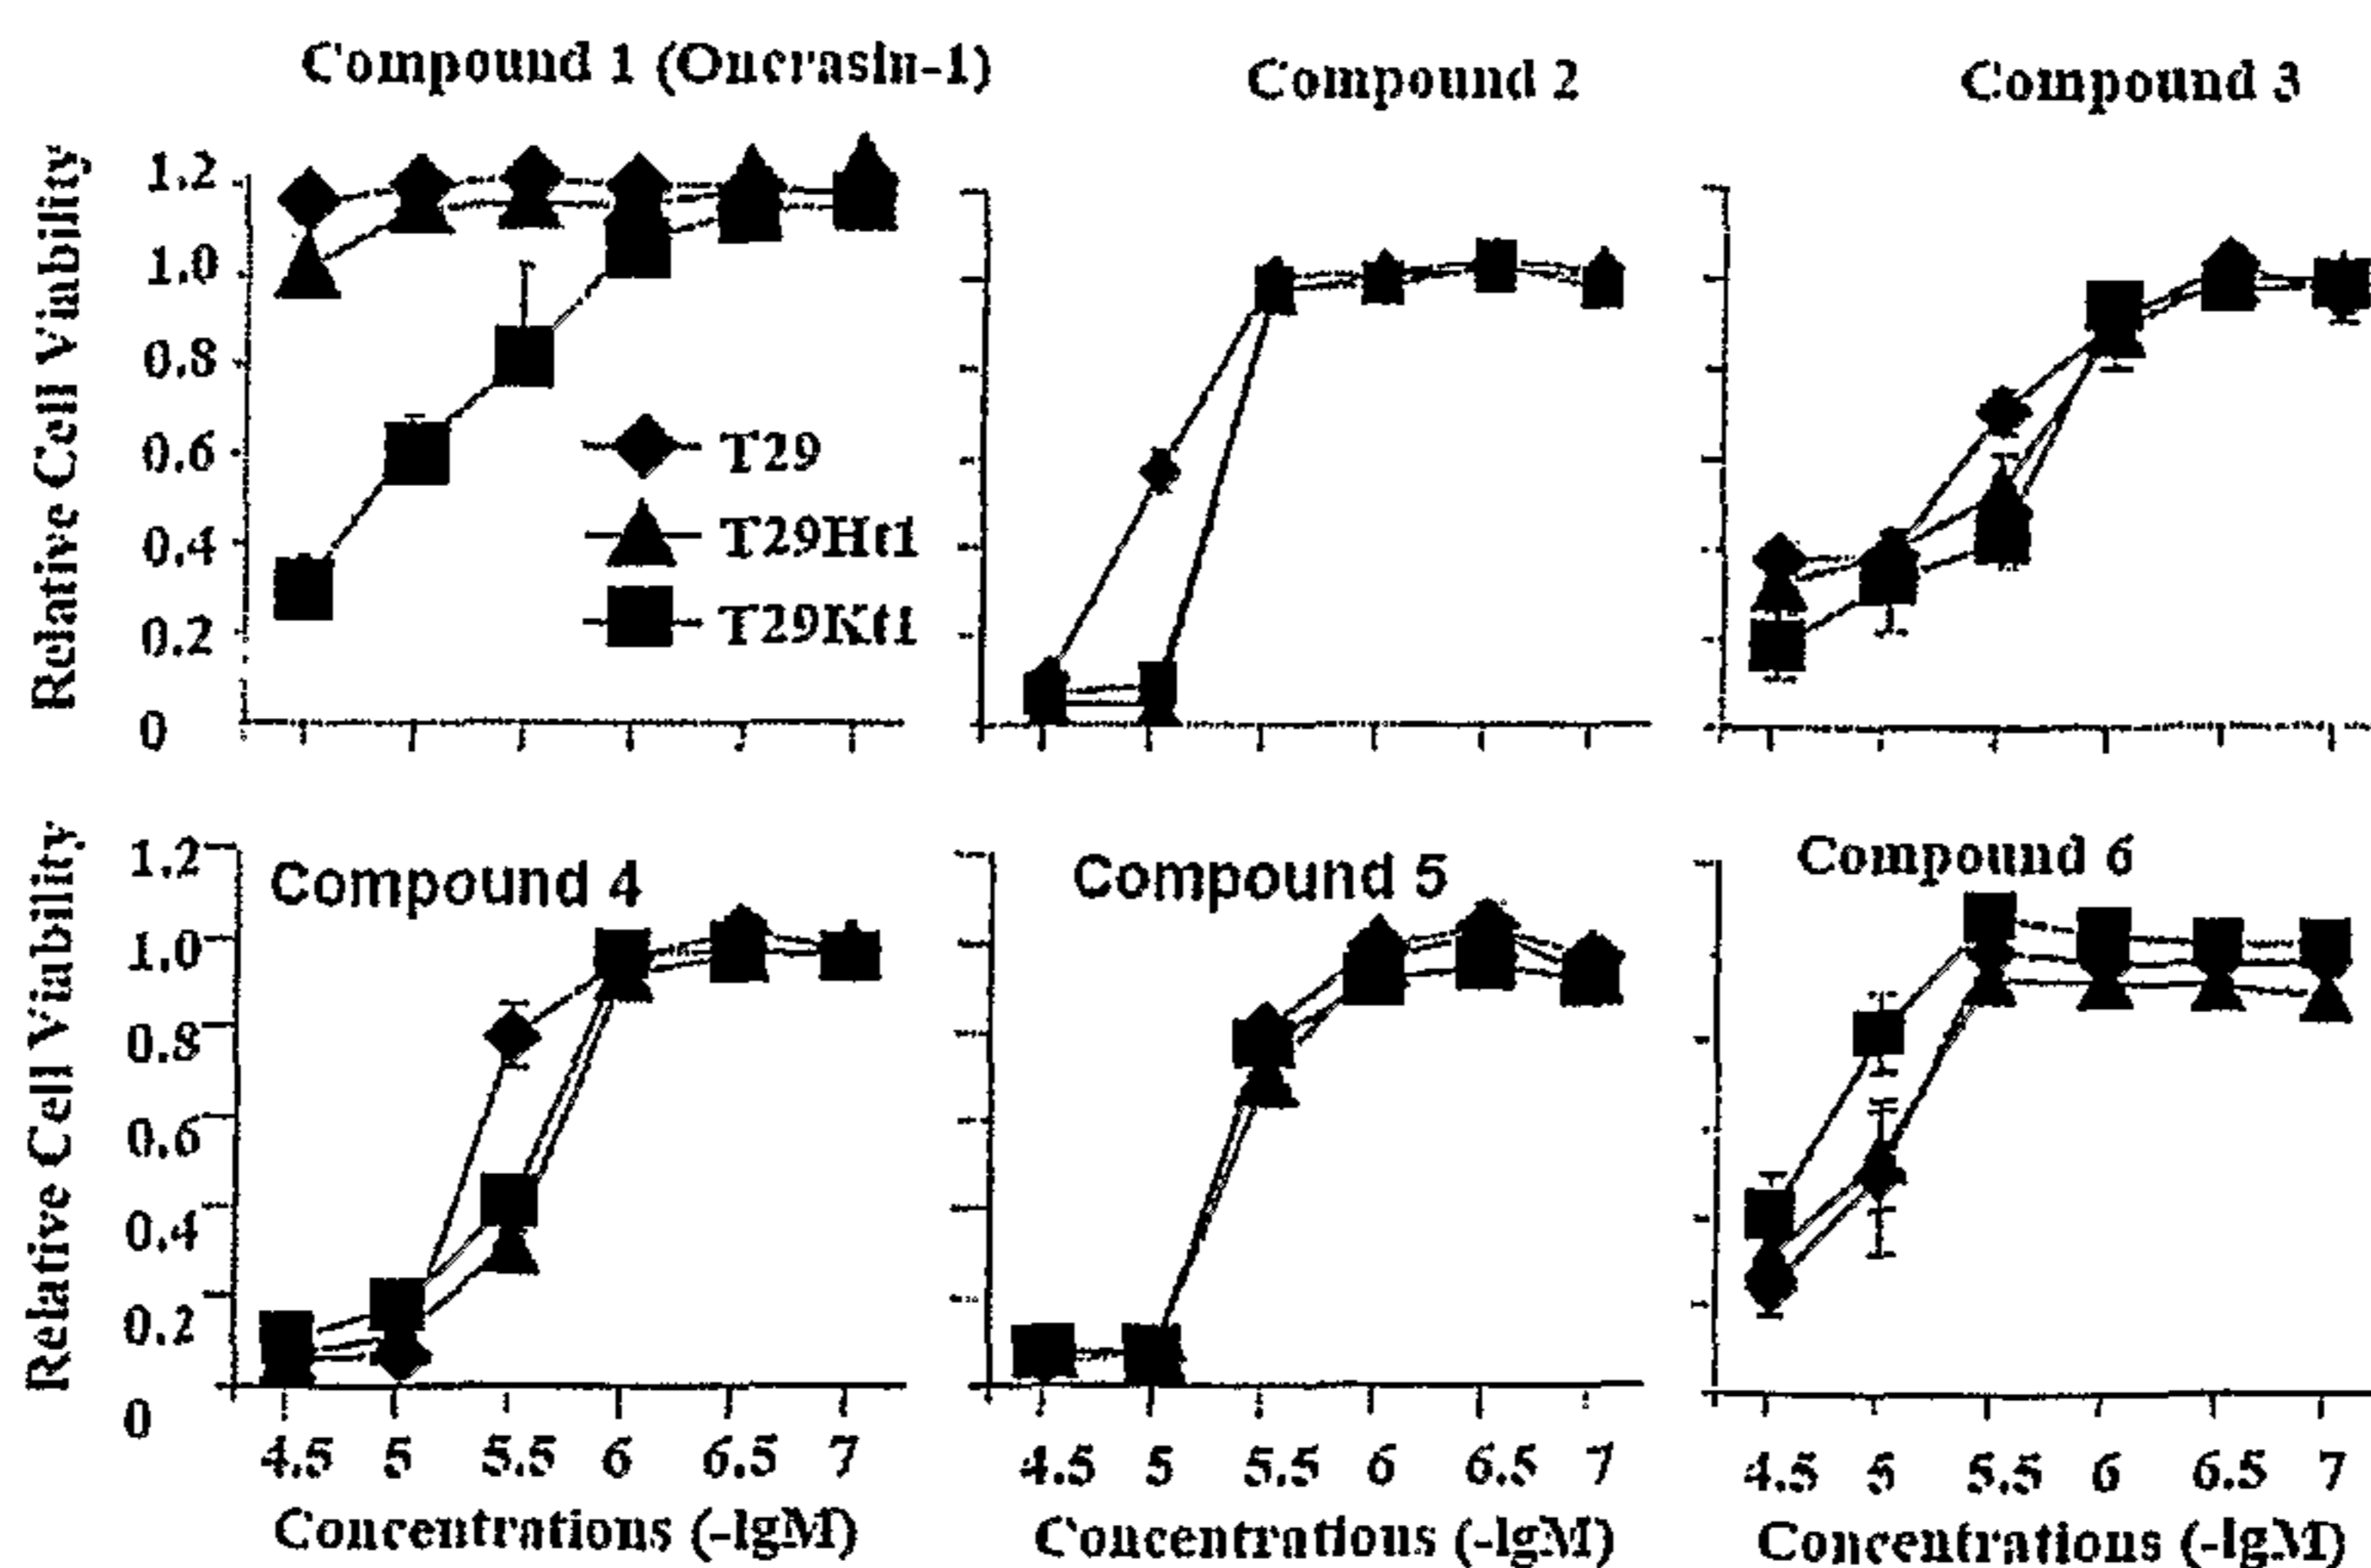 Compound 1 (Oncrasin-1)
Compound 2
Compound 3
Relative Cell Viability
1.2
1.0
0.8
0.6
0.4
0.2
0
T29
T29Ht1
T29Kt1
Relative Cell Viability
1.2
1.0
0.8
0.6
0.4
0.2
0
Compound 4
Compound 5
Compound 6
4.5 5 5.5 6 6.5 7
4.5 5 5.5 6 6.5 7
4.5 5 5.5 6 6.5 7
Concentrations (-lgM)
Concentrations (-lgM)
Concentrations (-lgM)